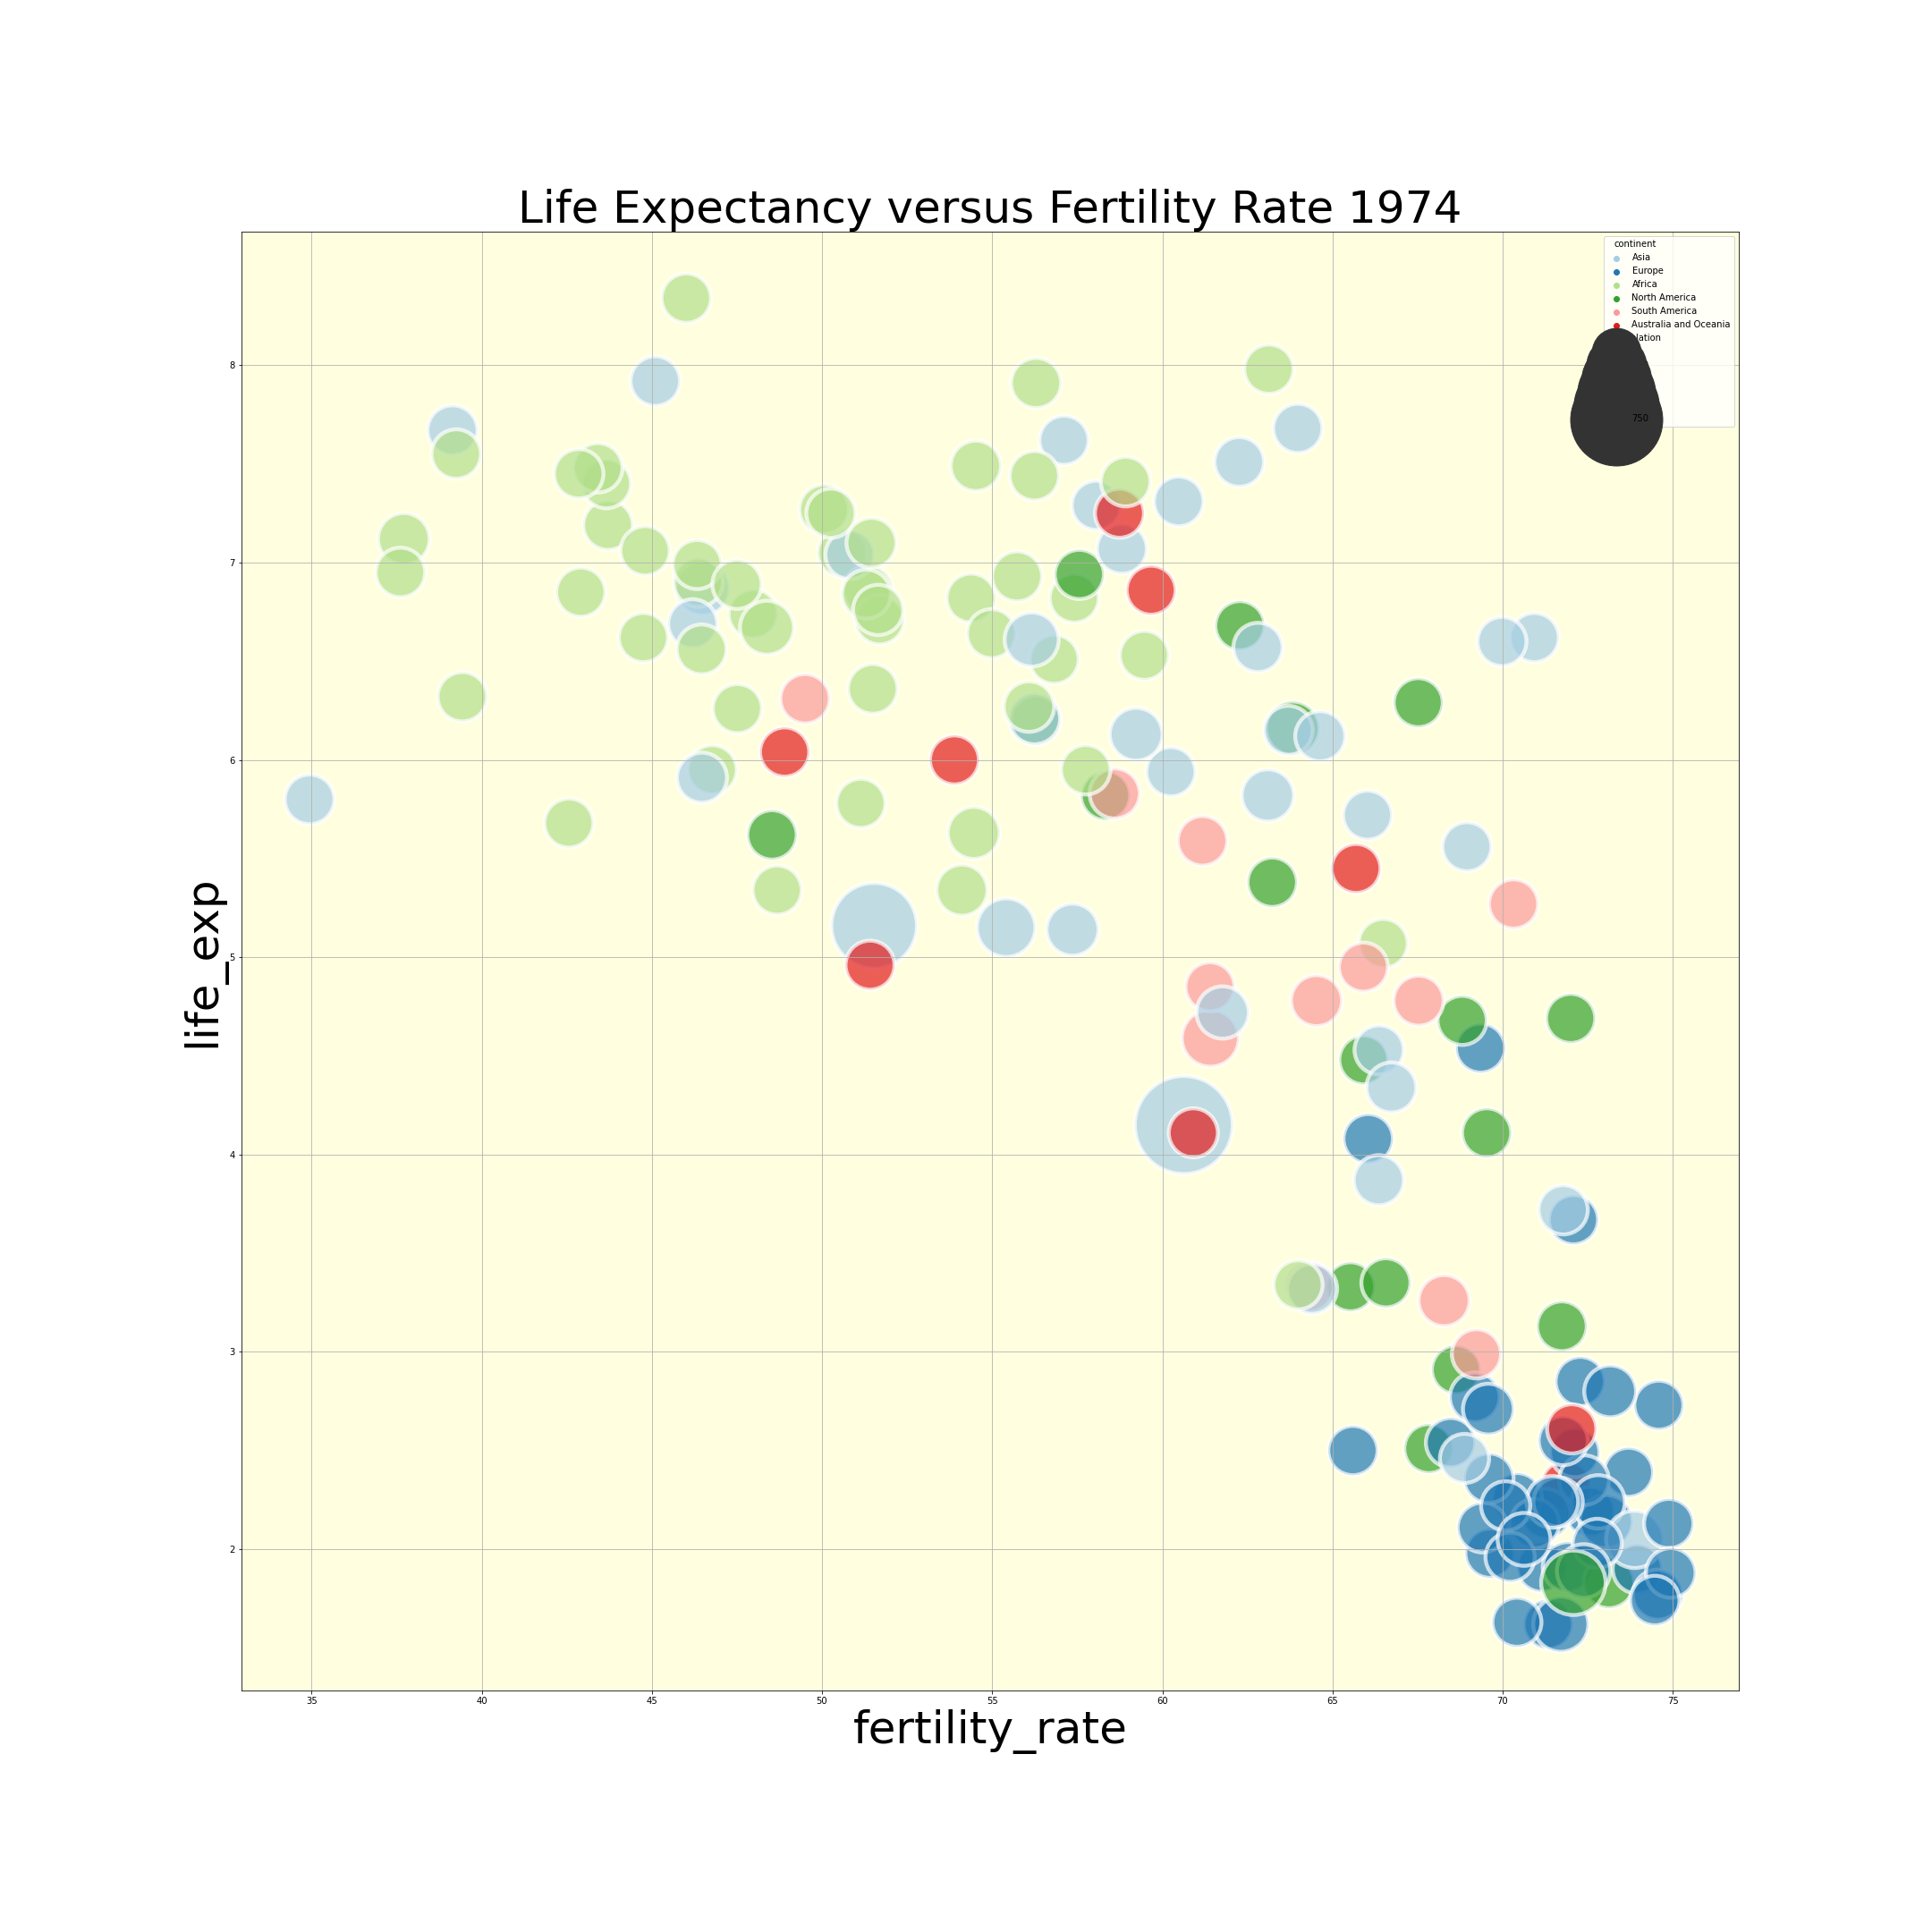 Life Expectancy versus Fertility Rate 1974
continent
Asia
Europe
Africa
North America
South America
Australia and Oceania
750
8
7
6
5
4
3
2
life_exp
35 40 45 50 55 60 65 70 75
fertility_rate